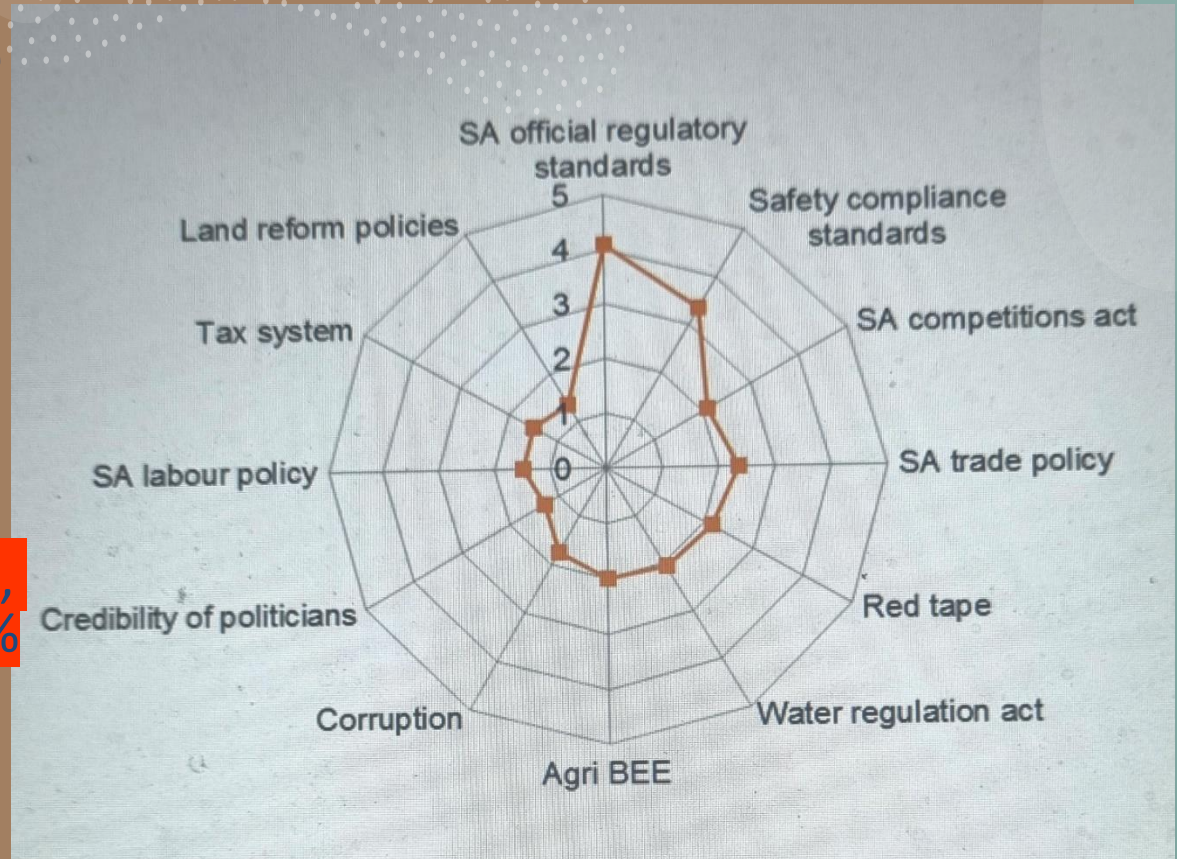 SA official regulatory
standards
5
Safety compliance
standards
Land reform policies
4
3
SA competitions act
Tax system
2
1
SA labour policy
0
SA trade policy
,
%
Credibility of politicians
Red tape
Corruption
Water regulation act
Agri BEE